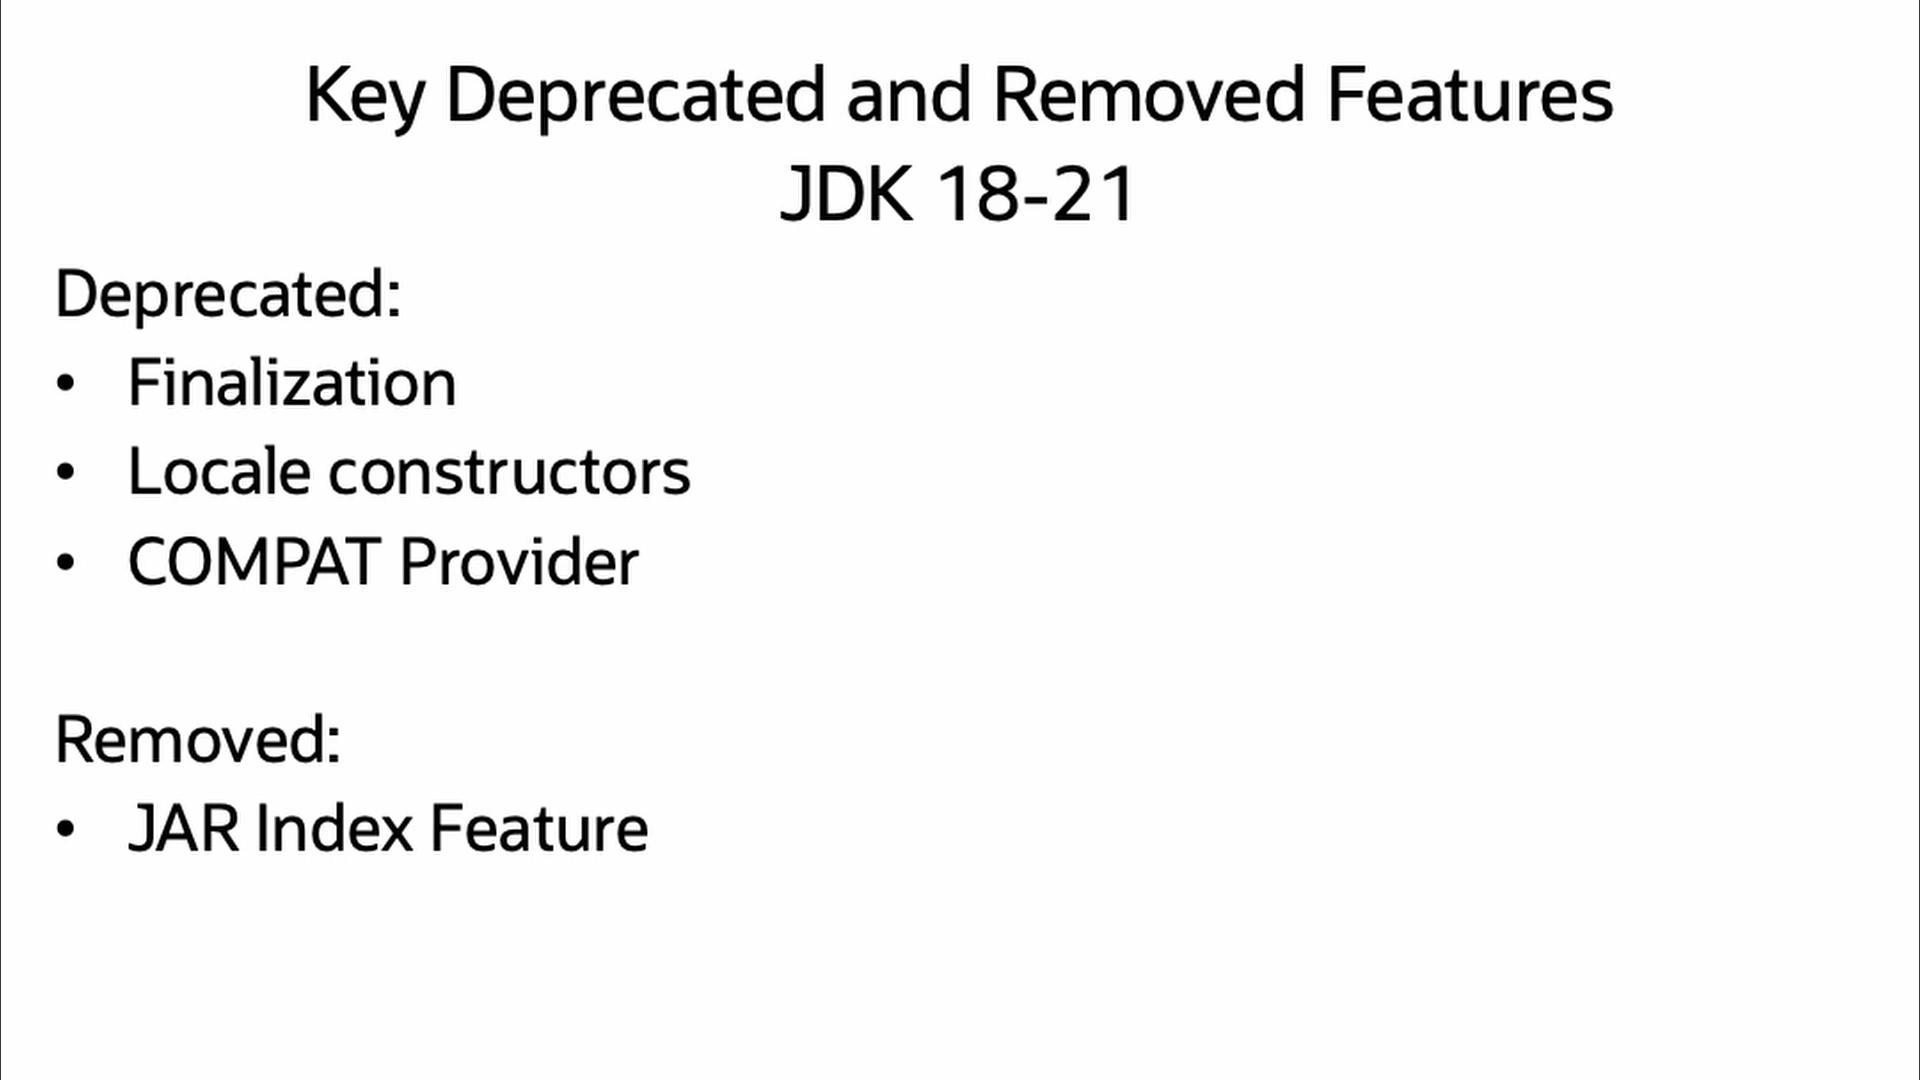 Key Deprecated and Removed Features
JDK 18-21
Deprecated:
• Finalization
• Locale constructors
• COMPAT Provider
Removed:
• JAR Index Feature